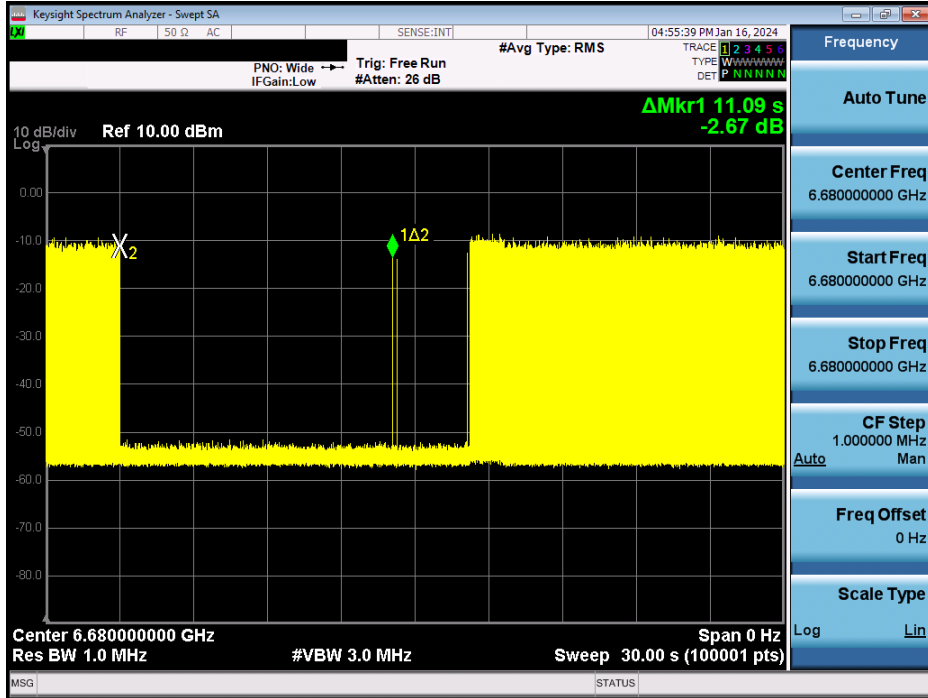 Keysight Spectrum Analyzer - Swept SA
LXI RF 50 Ω AC SENSE:INT 04:55:39 PM Jan 16, 2024
#Avg Type: RMS TRACE 1 2 3 4 5 6
PNO: Wide Trig: Free Run TYPE W WWWWW
IFGain:Low #Atten: 26 dB DET P N N N N N
ΔMkr1 11.09 s
-2.67 dB
10 dB/div Ref 10.00 dBm
Log
0.00
-10.0
-20.0
-30.0
-40.0
-50.0
-60.0
-70.0
-80.0
X2
1Δ2
Center 6.680000000 GHz Span 0 Hz
Res BW 1.0 MHz #VBW 3.0 MHz Sweep 30.00 s (100001 pts)
MSG STATUS
Frequency
Auto Tune
Center Freq
6.680000000 GHz
Start Freq
6.680000000 GHz
Stop Freq
6.680000000 GHz
CF Step
1.000000 MHz
Auto Man
Freq Offset
0 Hz
Scale Type
Log Lin